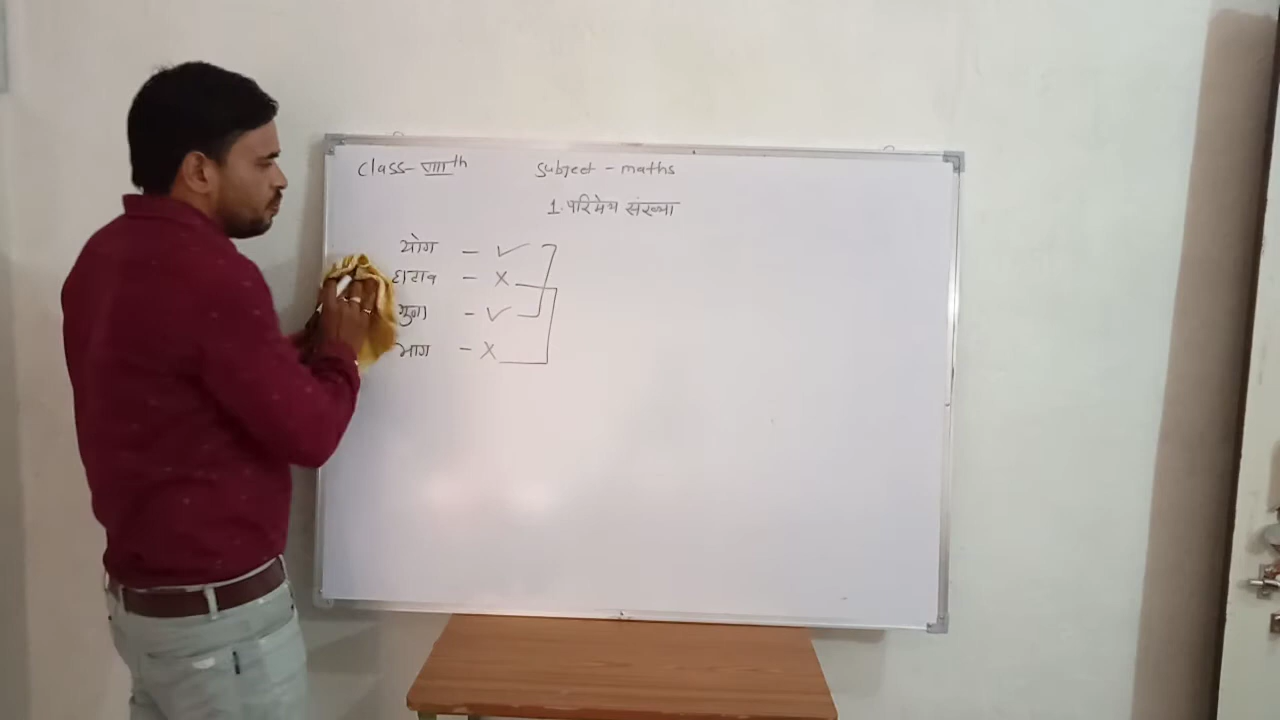 Class- VIIIth Subject - maths
1. परिमेय संख्या
योग - ✓
घटाव - ×
गुना - ✓
भाग - ×